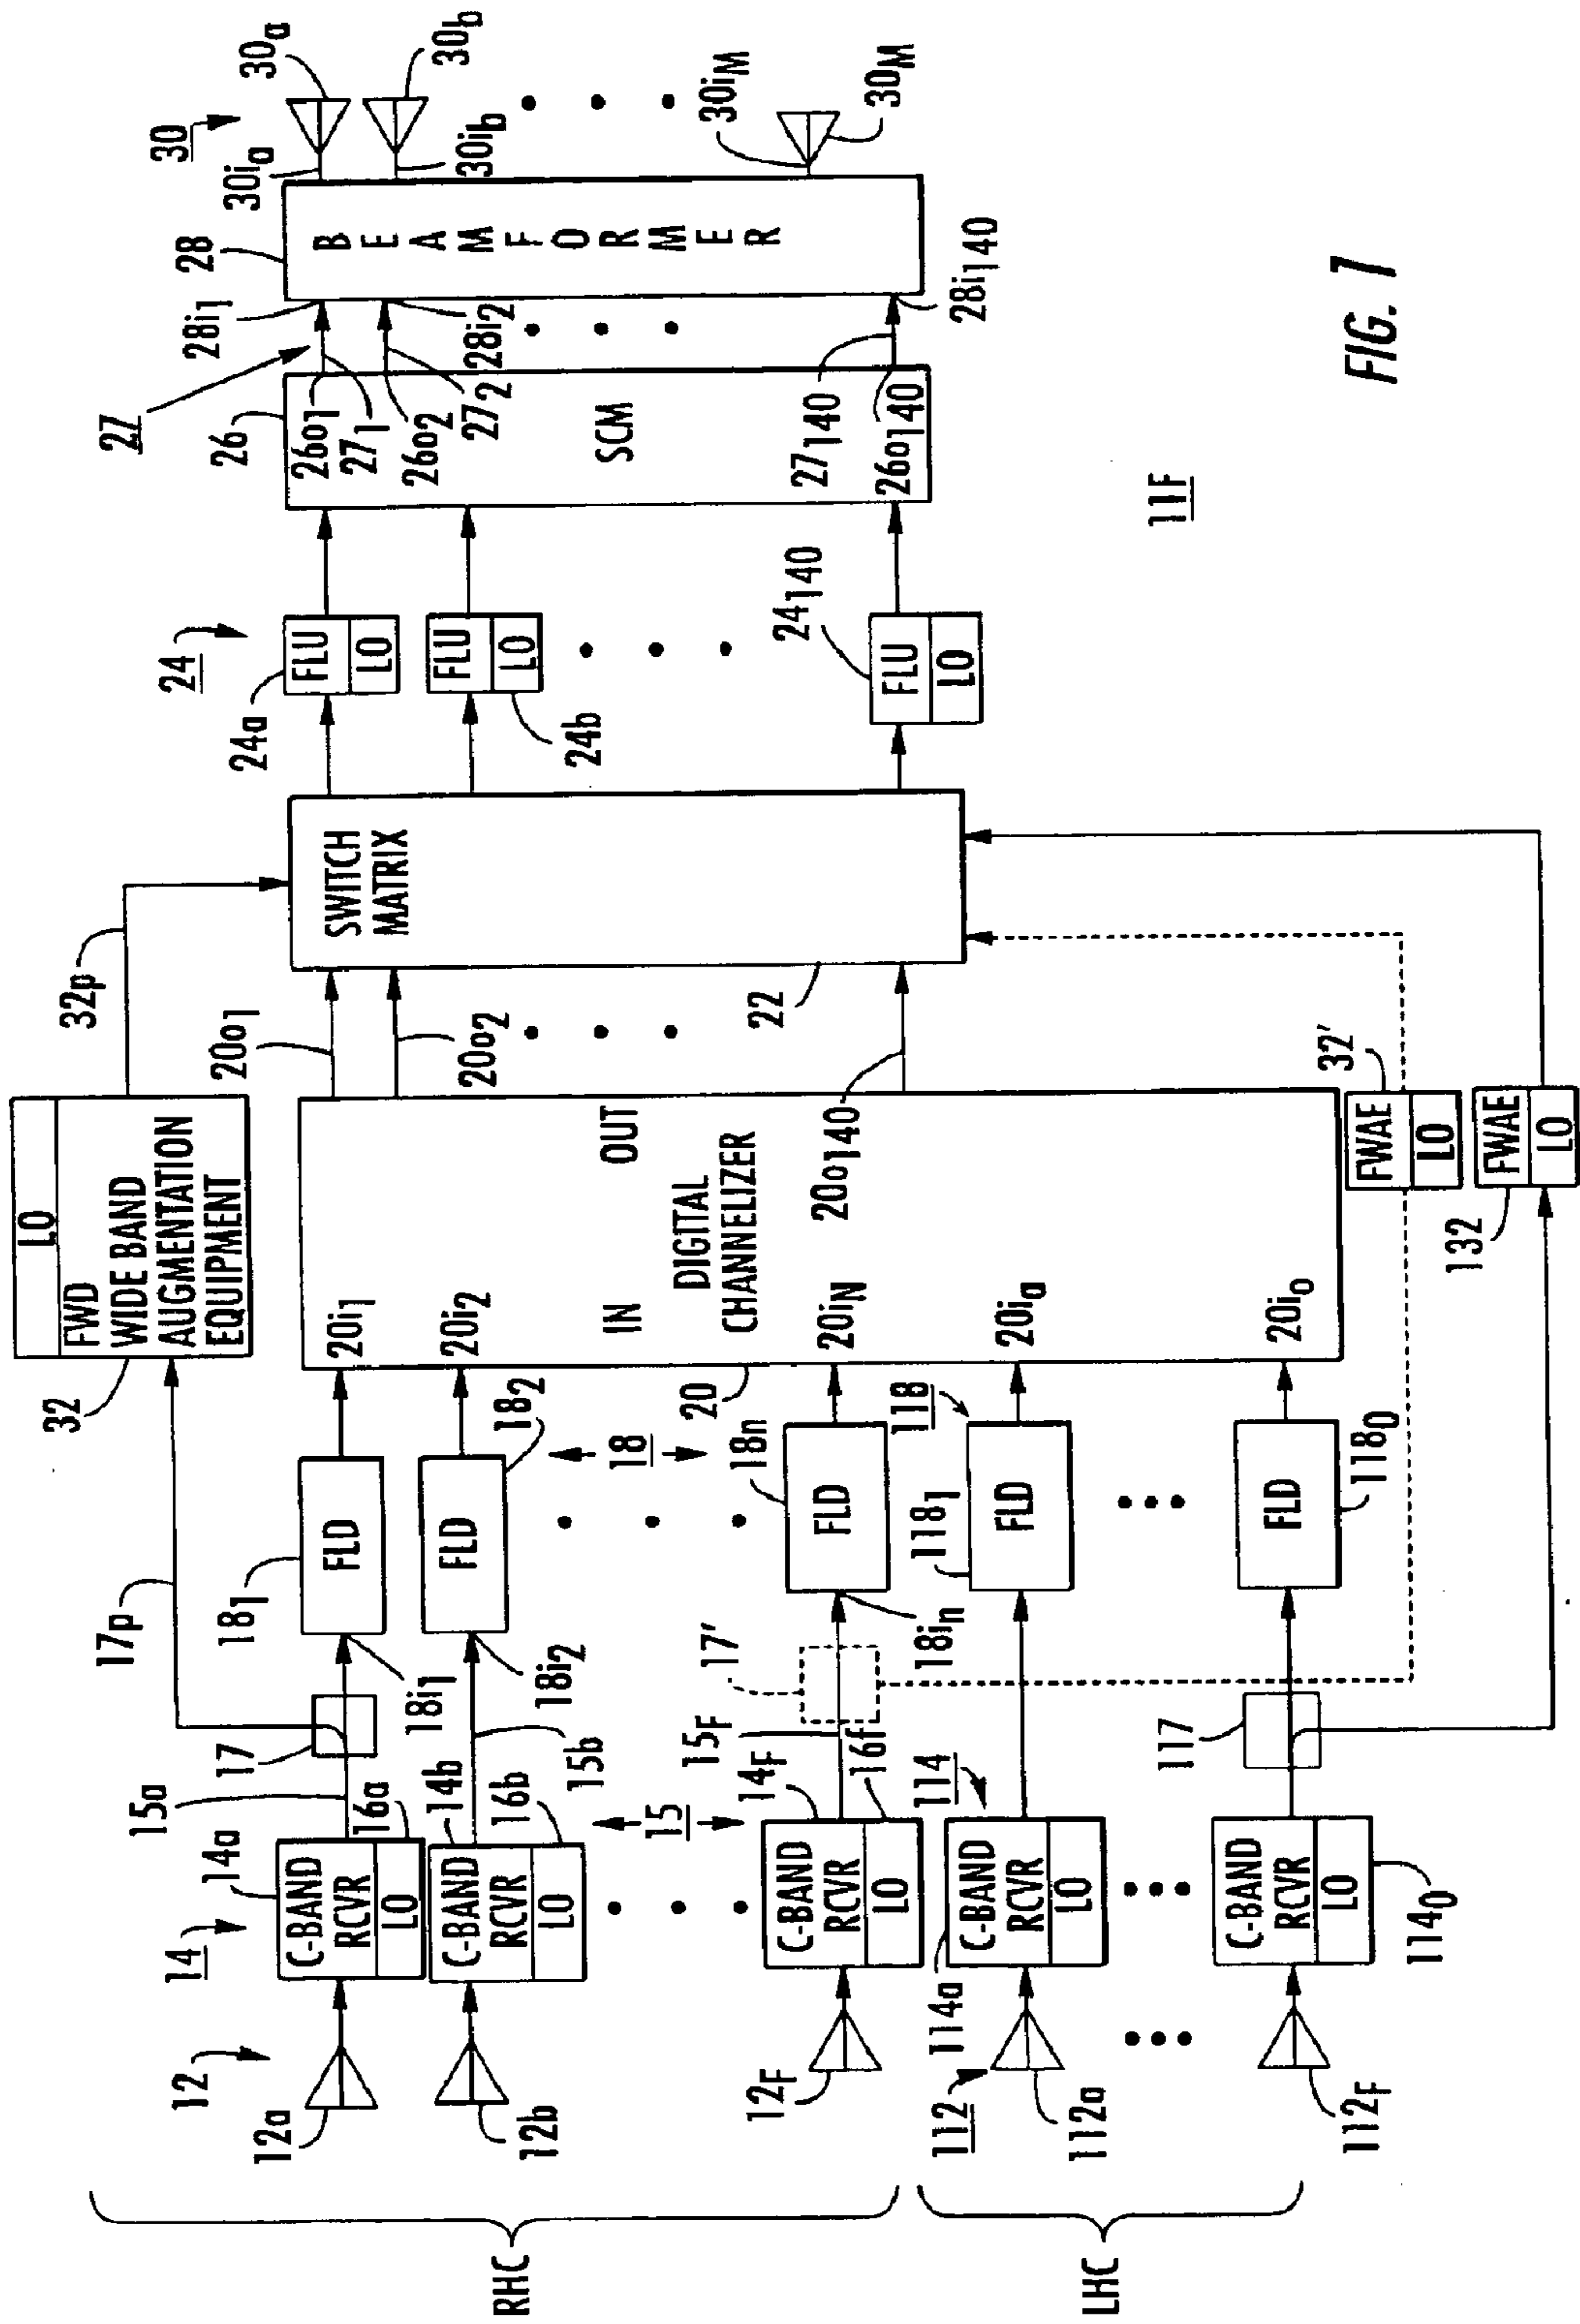 RHC
LHC
12
12a
12b
12F
112
112a
112F
14
14a
C-BAND
RCVR
LO
16a
14b
C-BAND
RCVR
LO
16b
14F
C-BAND
RCVR
LO
16f
114
114a
C-BAND
RCVR
LO
C-BAND
RCVR
LO
1140
15a
15b
15
15F
17
17p
17'
117
181
FLD
18i1
182
FLD
18i2
18
18n
FLD
18in
118
1181
FLD
FLD
1180
32
LO
FWD
WIDE BAND
AUGMENTATION
EQUIPMENT
32p
20
20i1
20i2
IN
20iN
20ia
20i0
DIGITAL
CHANNELIZER
OUT
20o1
20o2
20o140
20o140
FWAE
LO
32'
FWAE
LO
132
SWITCH
MATRIX
22
24
24a
FLU
LO
FLU
LO
24b
24140
FLU
LO
26
26o1
271
26o2
272
SCM
27140
26o140
27
28i1
28i2
28i140
28
BEAMFORMER
30
30ia
30a
30ib
30b
30iM
30M
11F
FIG. 1